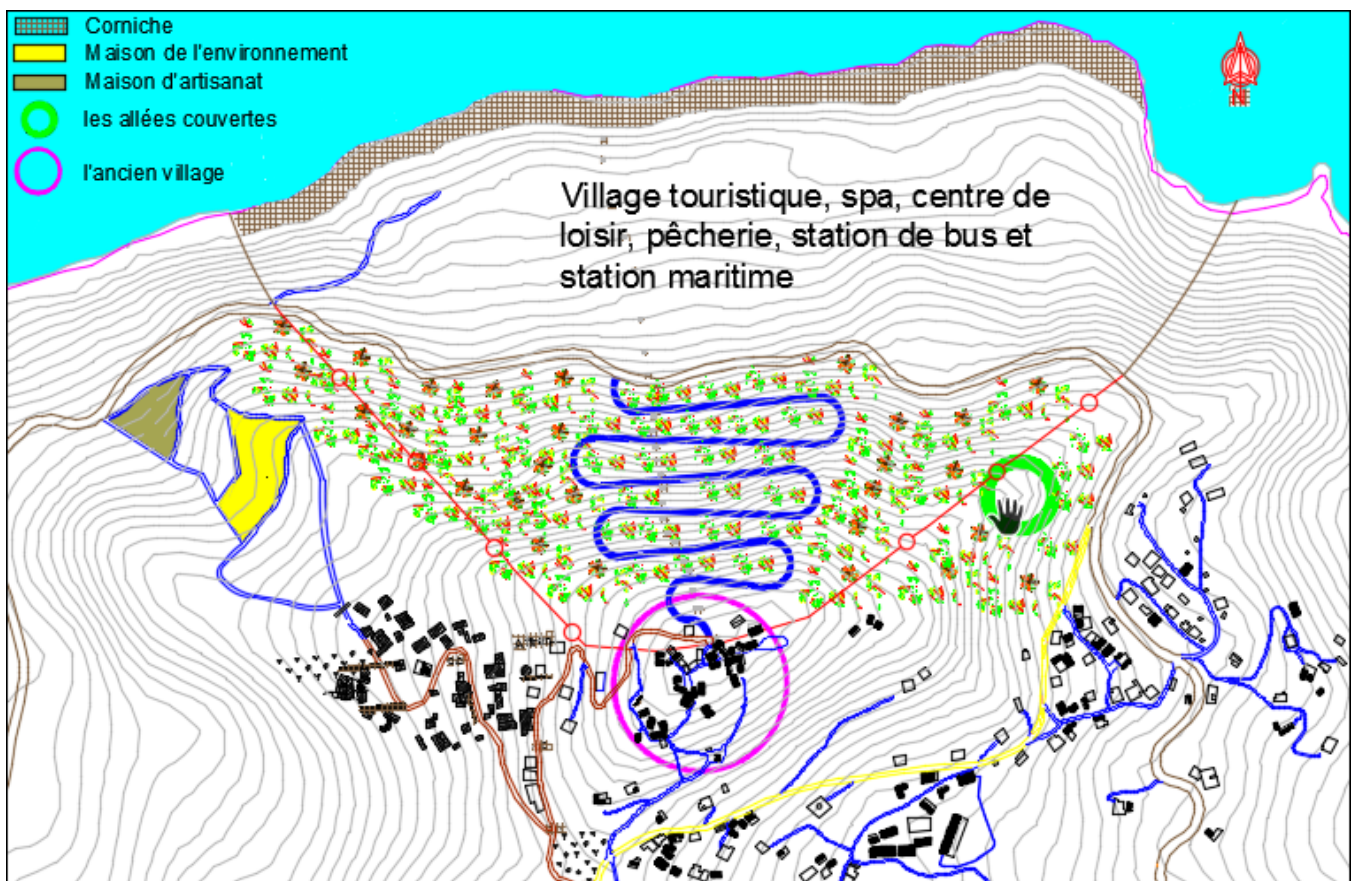 Corniche
Maison de l'environnement
Maison d'artisanat
les allées couvertes
l'ancien village
N
Village touristique, spa, centre de
loisir, pêcherie, station de bus et
station maritime